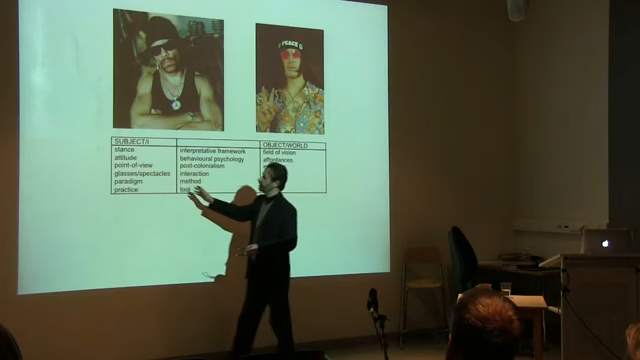 PEACE
SUBJECT/I OBJECT/WORLD
stance interpretative framework field of vision
attitude behavioural psychology affordances
point-of-view post-colonialism
glasses/spectacles interaction
paradigm method
practice tool